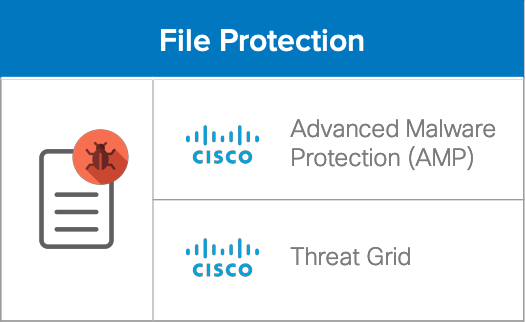 File Protection
CISCO
Advanced Malware
Protection (AMP)
CISCO
Threat Grid